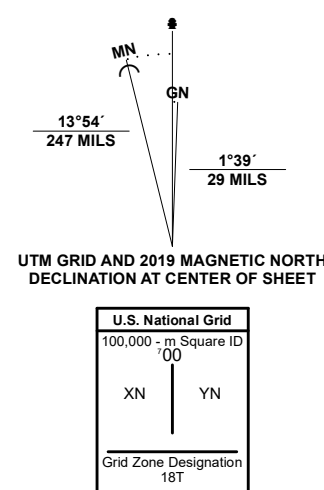 MN
GN
13°54´
247 MILS
1°39´
29 MILS
UTM GRID AND 2019 MAGNETIC NORTH
DECLINATION AT CENTER OF SHEET
U.S. National Grid
100,000 - m Square ID
⁷00
XN YN
Grid Zone Designation
18T